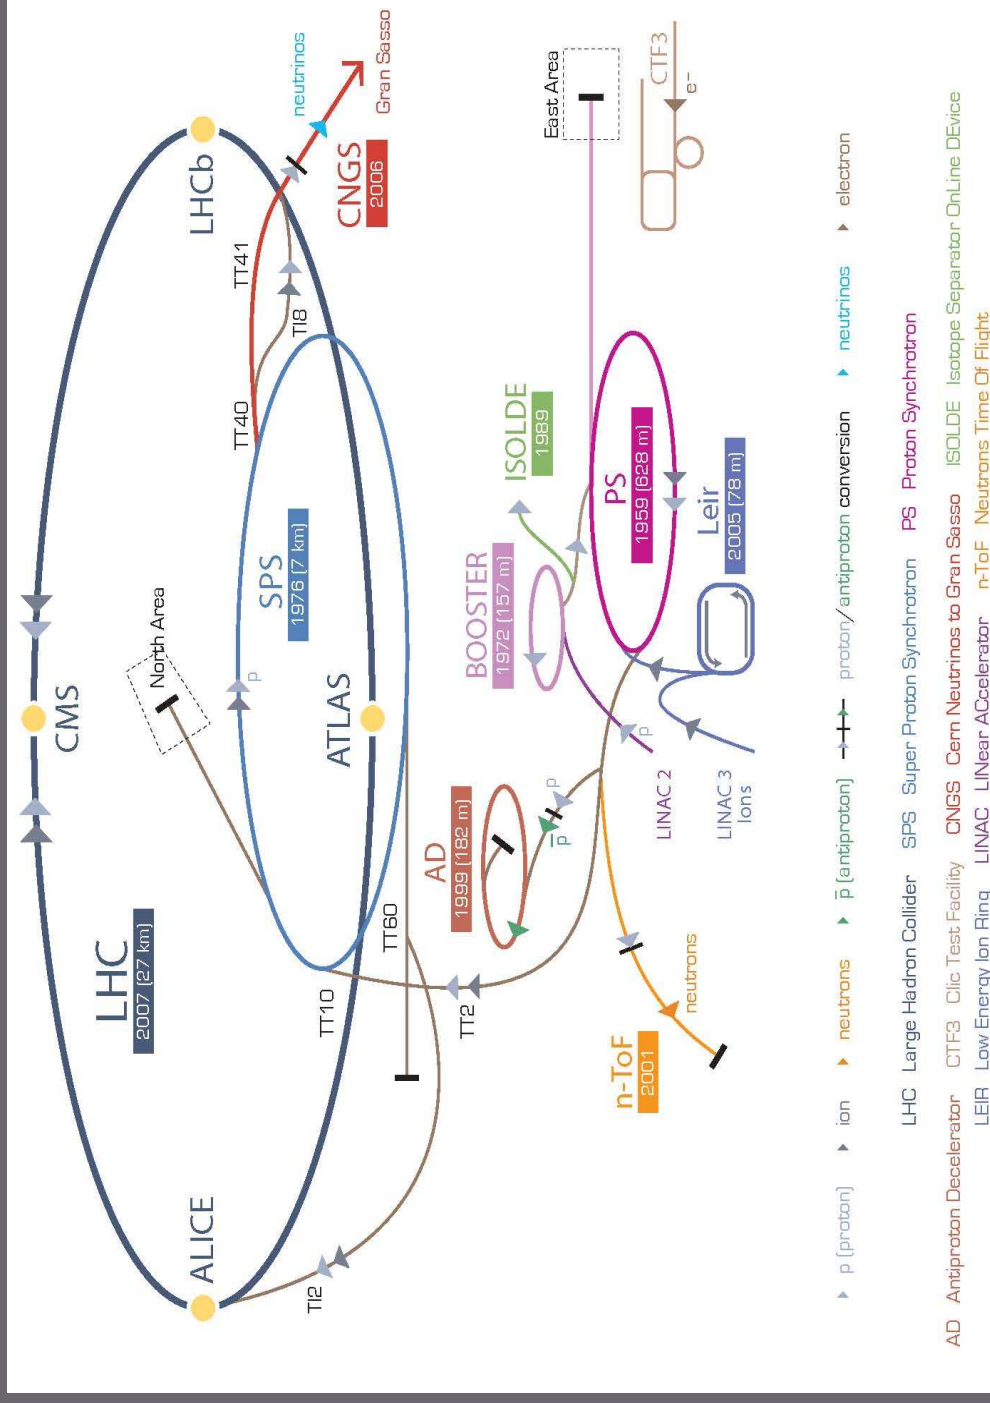 CMS
LHC
2007 (27 km)
North Area
ALICE
LHCb
SPS
1976 (7 km)
p
ATLAS
TT40
TT41
TI8
neutrinos
CNGS
2006
Gran Sasso
TT10
TT60
TI2
TT2
AD
1999 (182 m)
p̅
p
BOOSTER
1972 (157 m)
ISOLDE
1989
East Area
PS
1959 (628 m)
n-ToF
2001
neutrons
LINAC 2
p
LINAC 3
Ions
Leir
2005 (78 m)
CTF3
e⁻
p (proton)
ion
neutrons
p̅ (antiproton)
proton/antiproton conversion
neutrinos
electron
LHC Large Hadron Collider SPS Super Proton Synchrotron PS Proton Synchrotron
AD Antiproton Decelerator CTF3 Clic Test Facility CNGS Cern Neutrinos to Gran Sasso ISOLDE Isotope Separator OnLine DEvice
LEIR Low Energy Ion Ring LINAC LINear ACcelerator n-ToF Neutrons Time Of Flight